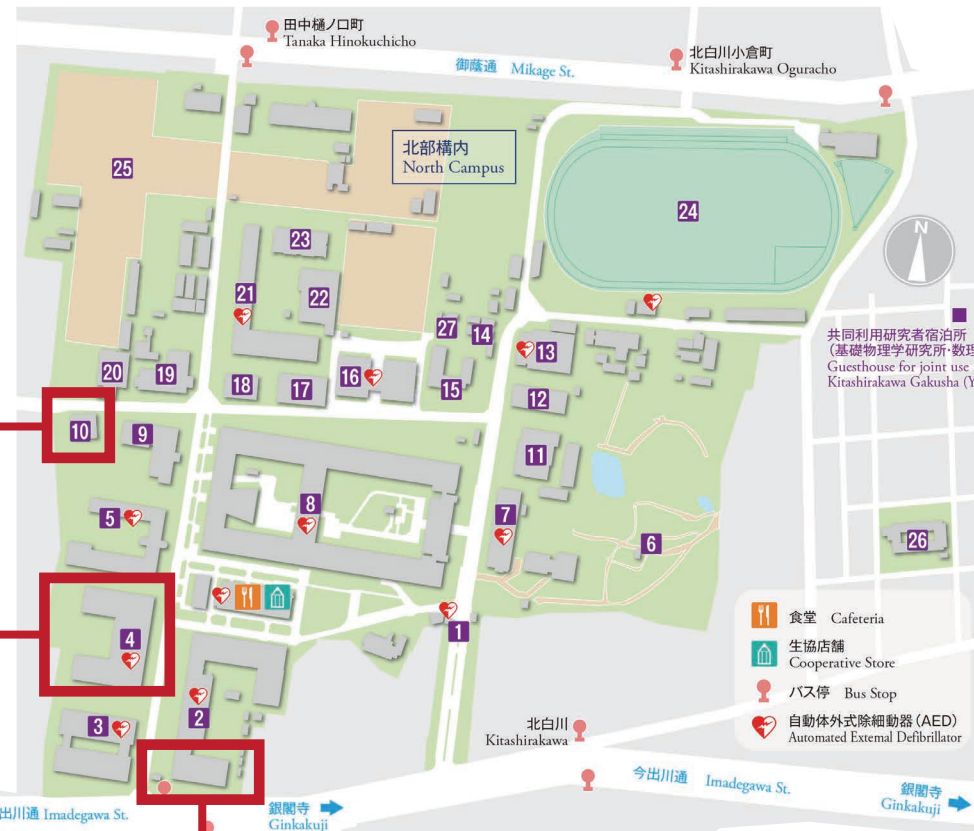 田中樋ノ口町
Tanaka Hinokuchicho
北白川小倉町
Kitashirakawa Oguracho
御蔭通 Mikage St.
北部構内
North Campus
25
24
N
23
21
22
27
14
13
共同利用研究者宿泊所
(基礎物理学研究所・数理
Guesthouse for joint use
Kitashirakawa Gakusha (Y
20
19
18
17
16
15
12
10
9
11
8
5
7
6
26
4
1
食堂 Cafeteria
生協店舗
Cooperative Store
バス停 Bus Stop
自動体外式除細動器(AED)
Automated External Defibrillator
3
2
北白川
Kitashirakawa
今出川通 Imadegawa St.
出川通 Imadegawa St.
銀閣寺
Ginkakuji
銀閣寺
Ginkakuji